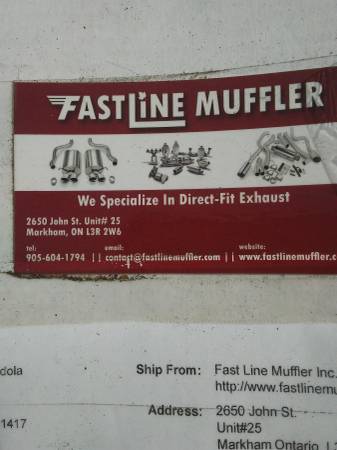 FASTLINE MUFFLER
We Specialize In Direct-Fit Exhaust
2650 John St. Unit# 25
Markham, ON L3R 2W6
tel: email: website:
905-604-1794 || contact@fastlinemuffler.com || www.fastlinemuffler.c
dola Ship From: Fast Line Muffler Inc.
http://www.fastlinemu
1417 Address: 2650 John St.
Unit#25
Markham Ontario, L3